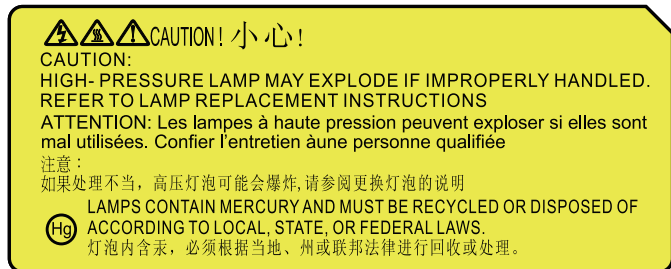 CAUTION! 小心!
CAUTION:
HIGH- PRESSURE LAMP MAY EXPLODE IF IMPROPERLY HANDLED.
REFER TO LAMP REPLACEMENT INSTRUCTIONS
ATTENTION: Les lampes à haute pression peuvent exploser si elles sont
mal utilisées. Confier l'entretien àune personne qualifiée
注意：
如果处理不当，高压灯泡可能会爆炸,请参阅更换灯泡的说明
LAMPS CONTAIN MERCURY AND MUST BE RECYCLED OR DISPOSED OF
Hg ACCORDING TO LOCAL, STATE, OR FEDERAL LAWS.
灯泡内含汞，必须根据当地、州或联邦法律进行回收或处理。